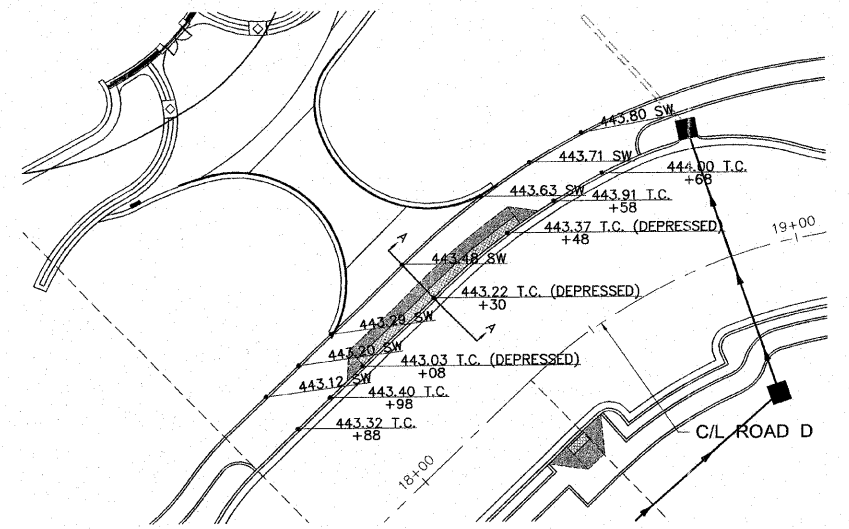 443.80 SW
443.71 SW
444.00 T.C.
+68
443.63 SW
443.91 T.C.
+58
443.37 T.C. (DEPRESSED)
+48
19+00
A
443.48 SW
443.22 T.C. (DEPRESSED)
+30
A
443.29 SW
443.20 SW
443.03 T.C. (DEPRESSED)
+08
443.12 SW
443.40 T.C.
+98
443.32 T.C.
+88
C/L ROAD D
18+00